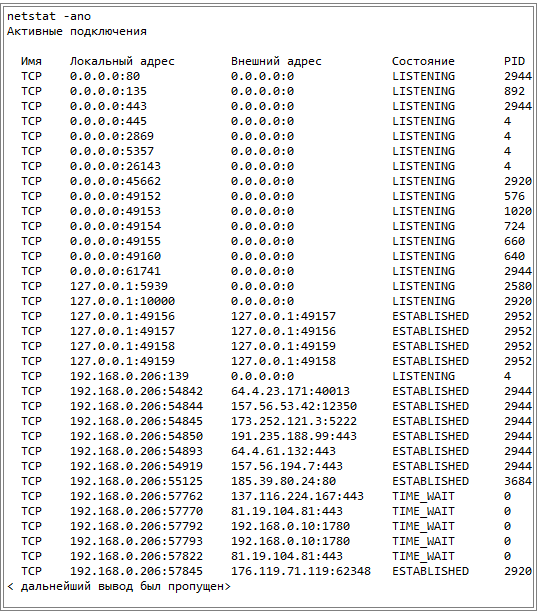 netstat -ano
Активные подключения
Имя Локальный адрес Внешний адрес Состояние PID
TCP 0.0.0.0:80 0.0.0.0:0 LISTENING 2944
TCP 0.0.0.0:135 0.0.0.0:0 LISTENING 892
TCP 0.0.0.0:443 0.0.0.0:0 LISTENING 2944
TCP 0.0.0.0:445 0.0.0.0:0 LISTENING 4
TCP 0.0.0.0:2869 0.0.0.0:0 LISTENING 4
TCP 0.0.0.0:5357 0.0.0.0:0 LISTENING 4
TCP 0.0.0.0:26143 0.0.0.0:0 LISTENING 4
TCP 0.0.0.0:45662 0.0.0.0:0 LISTENING 2920
TCP 0.0.0.0:49152 0.0.0.0:0 LISTENING 576
TCP 0.0.0.0:49153 0.0.0.0:0 LISTENING 1020
TCP 0.0.0.0:49154 0.0.0.0:0 LISTENING 724
TCP 0.0.0.0:49155 0.0.0.0:0 LISTENING 660
TCP 0.0.0.0:49160 0.0.0.0:0 LISTENING 640
TCP 0.0.0.0:61741 0.0.0.0:0 LISTENING 2944
TCP 127.0.0.1:5939 0.0.0.0:0 LISTENING 2580
TCP 127.0.0.1:10000 0.0.0.0:0 LISTENING 2920
TCP 127.0.0.1:49156 127.0.0.1:49157 ESTABLISHED 2952
TCP 127.0.0.1:49157 127.0.0.1:49156 ESTABLISHED 2952
TCP 127.0.0.1:49158 127.0.0.1:49159 ESTABLISHED 2952
TCP 127.0.0.1:49159 127.0.0.1:49158 ESTABLISHED 2952
TCP 192.168.0.206:139 0.0.0.0:0 LISTENING 4
TCP 192.168.0.206:54842 64.4.23.171:40013 ESTABLISHED 2944
TCP 192.168.0.206:54844 157.56.53.42:12350 ESTABLISHED 2944
TCP 192.168.0.206:54845 173.252.121.3:5222 ESTABLISHED 2944
TCP 192.168.0.206:54850 191.235.188.99:443 ESTABLISHED 2944
TCP 192.168.0.206:54893 64.4.61.132:443 ESTABLISHED 2944
TCP 192.168.0.206:54919 157.56.194.7:443 ESTABLISHED 2944
TCP 192.168.0.206:55125 185.39.80.24:80 ESTABLISHED 3684
TCP 192.168.0.206:57762 137.116.224.167:443 TIME_WAIT 0
TCP 192.168.0.206:57770 81.19.104.81:443 TIME_WAIT 0
TCP 192.168.0.206:57792 192.168.0.10:1780 TIME_WAIT 0
TCP 192.168.0.206:57793 192.168.0.10:1780 TIME_WAIT 0
TCP 192.168.0.206:57822 81.19.104.81:443 TIME_WAIT 0
TCP 192.168.0.206:57845 176.119.71.119:62348 ESTABLISHED 2920
< дальнейший вывод был пропущен>